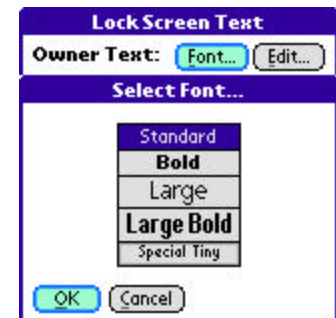 Lock Screen Text
Owner Text: Font... Edit...
Select Font...
Standard
Bold
Large
Large Bold
Special Tiny
OK Cancel